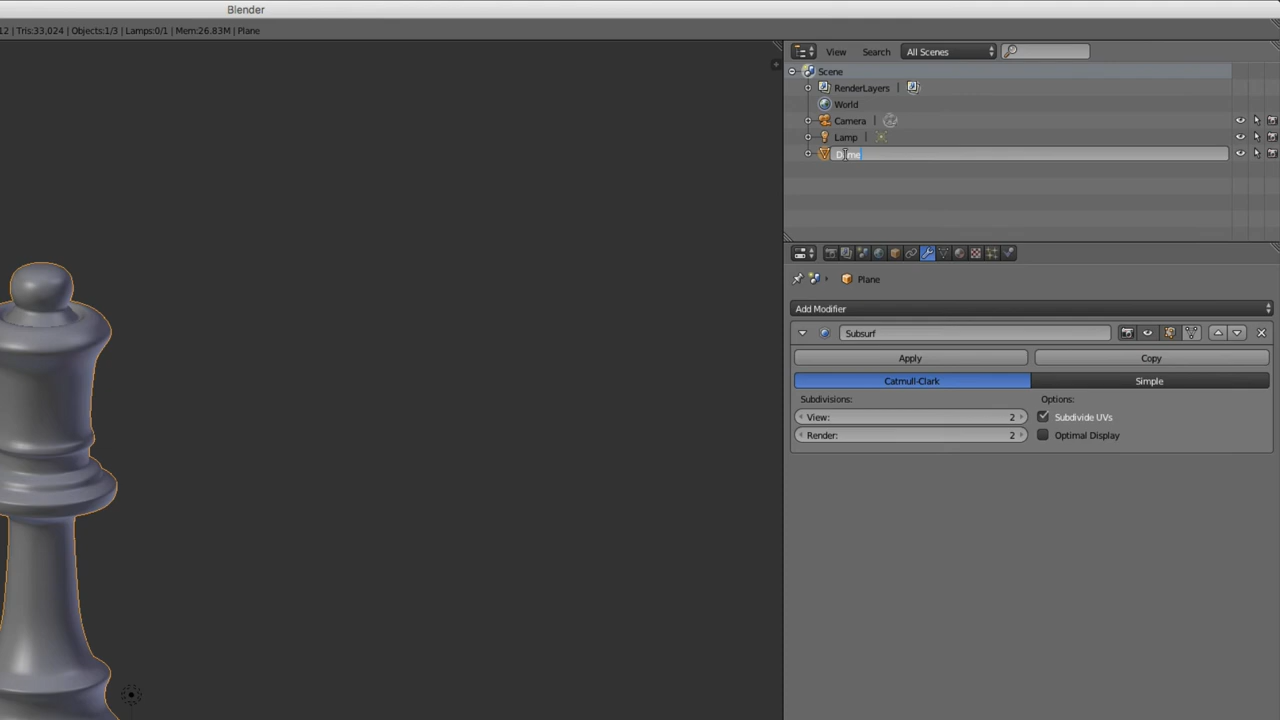 Blender
12 | Tris:33,024 | Objects:1/3 | Lamps:0/1 | Mem:26.83M | Plane
View Search All Scenes
Scene
RenderLayers |
World
Camera |
Lamp |
Plane
Add Modifier
Subsurf
Apply Copy
Catmull-Clark Simple
Subdivisions: Options:
View: 2 Subdivide UVs
Render: 2 Optimal Display